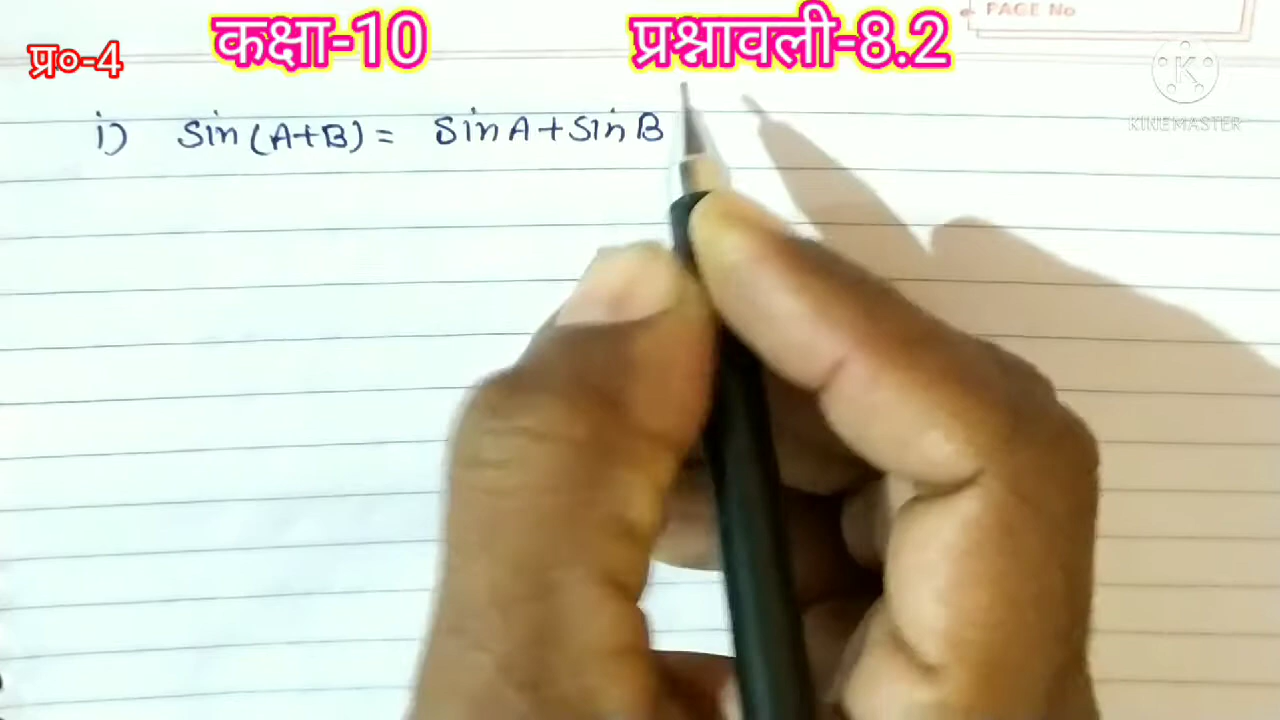 PAGE No
कक्षा-10 प्रश्नावली-8.2
प्र०-4
KINEMASTER
i) Sin(A+B) = SinA+SinB